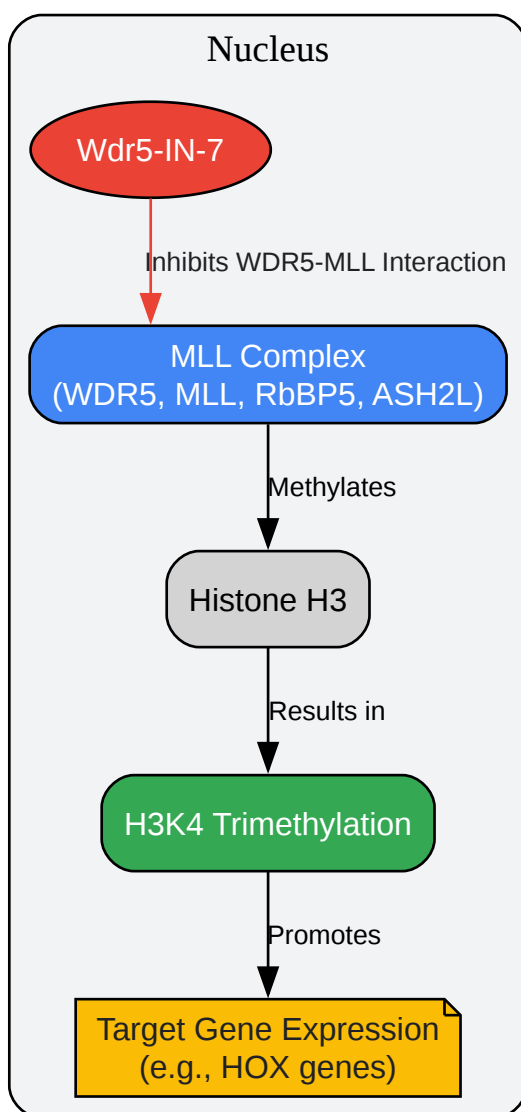 Nucleus
Wdr5-IN-7
Inhibits WDR5-MLL Interaction
MLL Complex
(WDR5, MLL, RbBP5, ASH2L)
Methylates
Histone H3
Results in
H3K4 Trimethylation
Promotes
Target Gene Expression
(e.g., HOX genes)